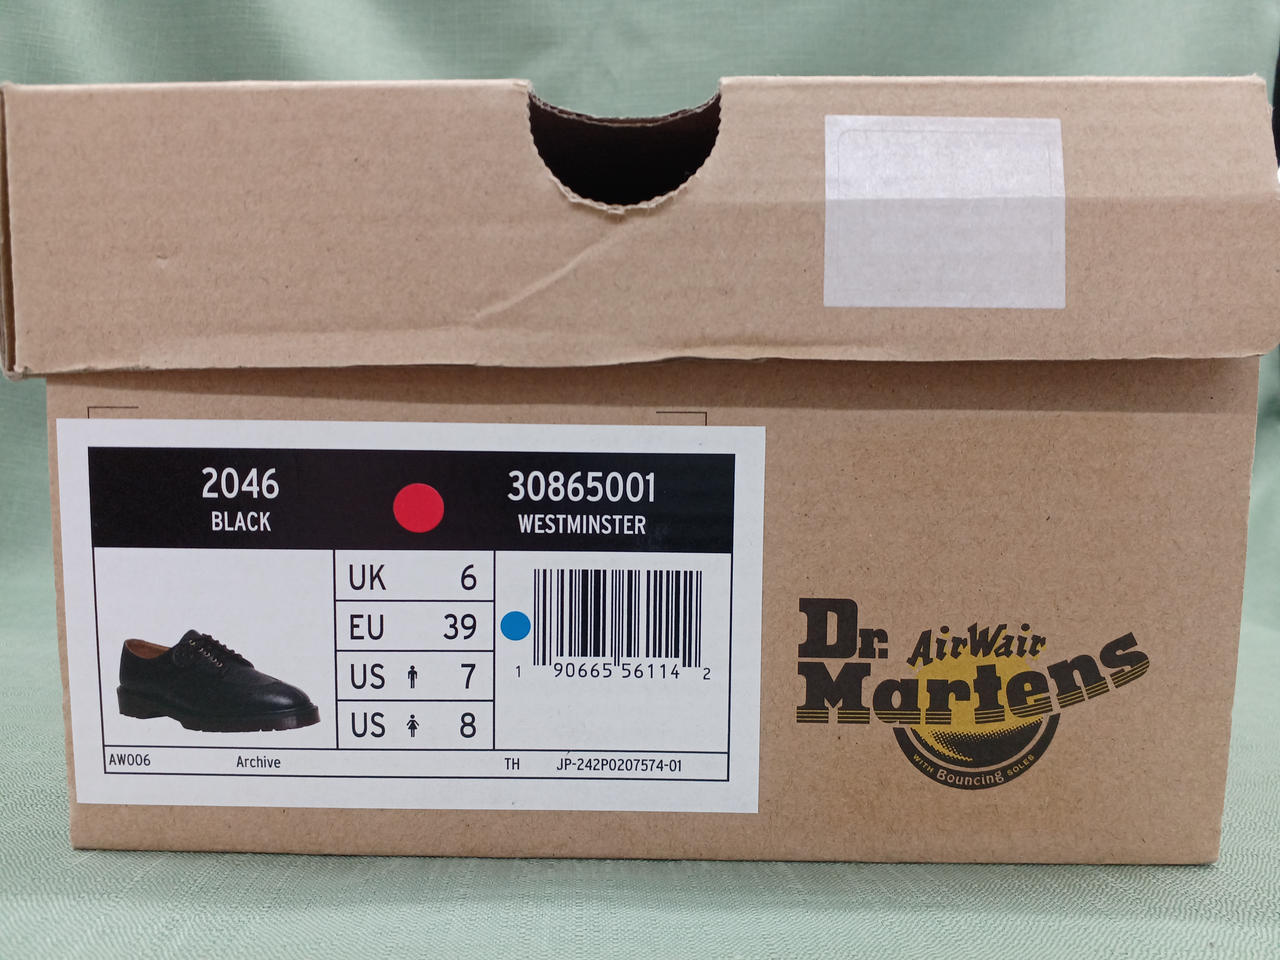 2046
BLACK
30865001
WESTMINSTER
UK 6
EU 39
US 7
US 8
1 90665 56114 2
AW006 Archive TH JP-242P0207574-01
Dr. AirWair
Martens
WITH Bouncing SOLES